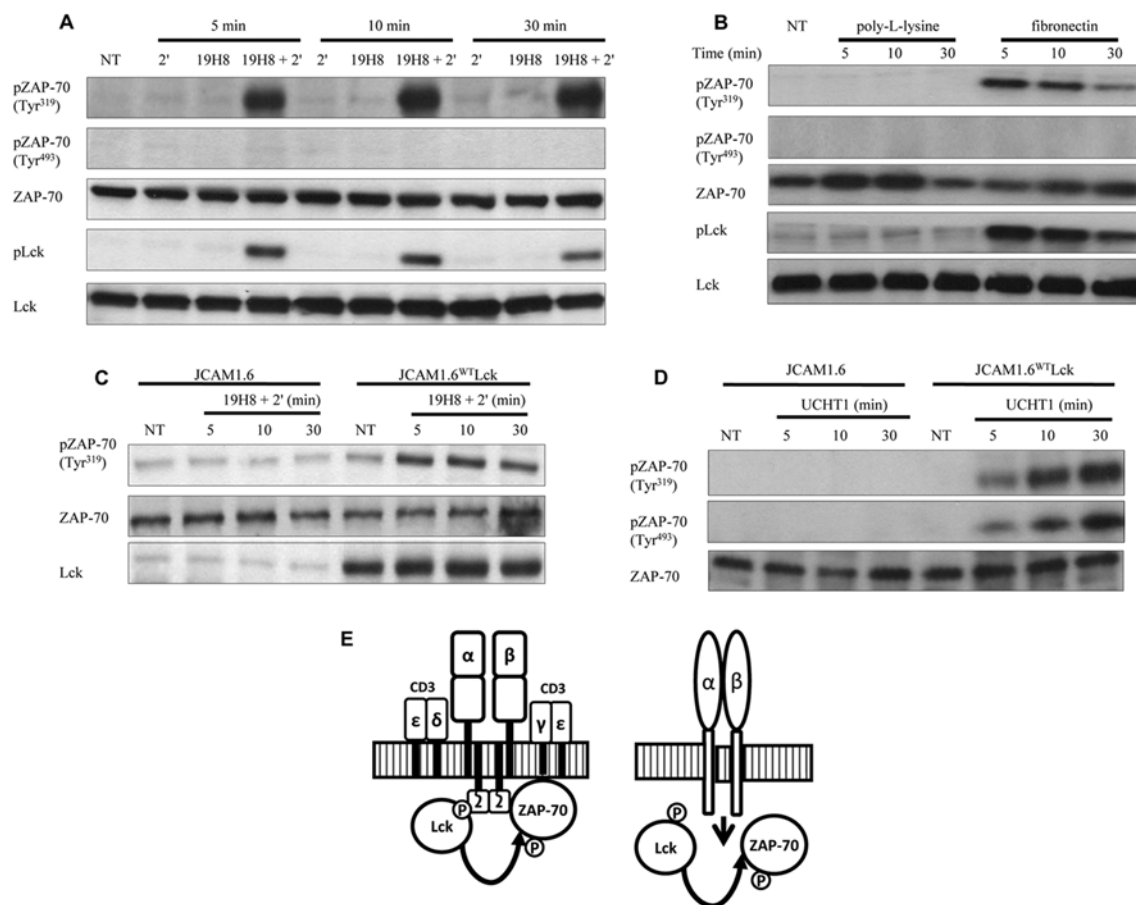 A
5 min 10 min 30 min
NT 2' 19H8 19H8 + 2' 2' 19H8 19H8 + 2' 2' 19H8 19H8 + 2'
pZAP-70
(Tyr³¹⁹)
pZAP-70
(Tyr⁴⁹³)
ZAP-70
pLck
Lck
B
NT poly-L-lysine fibronectin
Time (min) 5 10 30 5 10 30
pZAP-70
(Tyr³¹⁹)
pZAP-70
(Tyr⁴⁹³)
ZAP-70
pLck
Lck
C
JCAM1.6 JCAM1.6ᵂᵀLck
19H8 + 2' (min) 19H8 + 2' (min)
NT 5 10 30 NT 5 10 30
pZAP-70
(Tyr³¹⁹)
ZAP-70
Lck
D
JCAM1.6 JCAM1.6ᵂᵀLck
UCHT1 (min) UCHT1 (min)
NT 5 10 30 NT 5 10 30
pZAP-70
(Tyr³¹⁹)
pZAP-70
(Tyr⁴⁹³)
ZAP-70
E
α β
CD3 CD3
ε δ γ ε
ζ ζ
P
Lck ZAP-70
P
α β
P
Lck ZAP-70
P